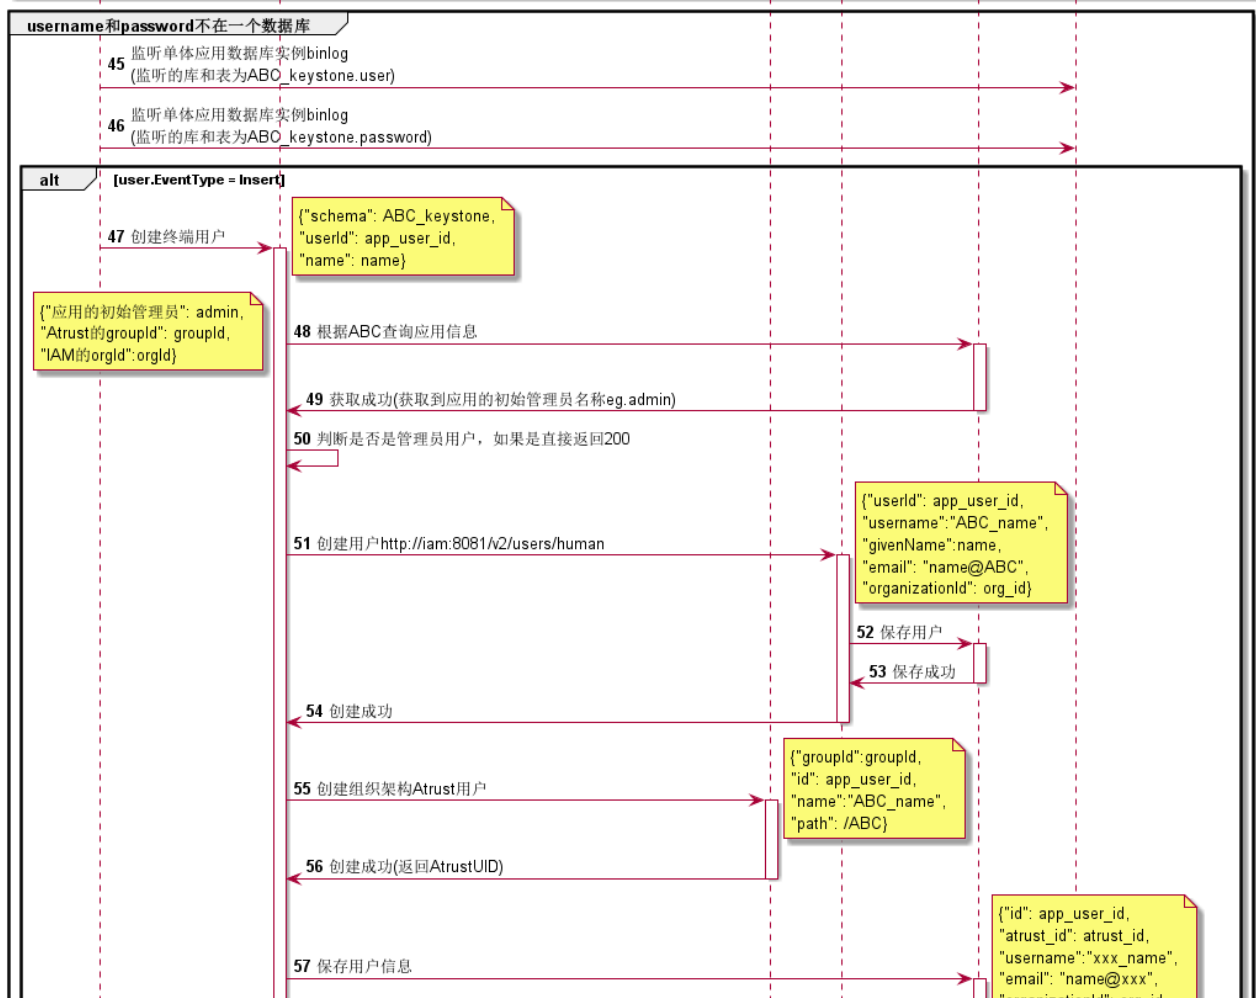 username和password不在一个数据库
45 监听单体应用数据库实例binlog
(监听的库和表为ABO_keystone.user)
46 监听单体应用数据库实例binlog
(监听的库和表为ABO_keystone.password)
alt [user.EventType = Insert]
{"schema": ABC_keystone,
"userId": app_user_id,
"name": name}
47 创建终端用户
{"应用的初始管理员": admin,
"Atrust的groupId": groupId,
"IAM的orgId":orgId}
48 根据ABC查询应用信息
49 获取成功(获取到应用的初始管理员名称eg.admin)
50 判断是否是管理员用户，如果是直接返回200
{"userId": app_user_id,
"username":"ABC_name",
"givenName":name,
"email": "name@ABC",
"organizationId": org_id}
51 创建用户http://iam:8081/v2/users/human
52 保存用户
53 保存成功
54 创建成功
{"groupId":groupId,
"id": app_user_id,
"name":"ABC_name",
"path": /ABC}
55 创建组织架构Atrust用户
56 创建成功(返回AtrustUID)
{"id": app_user_id,
"atrust_id": atrust_id,
"username":"xxx_name",
"email": "name@xxx",
57 保存用户信息